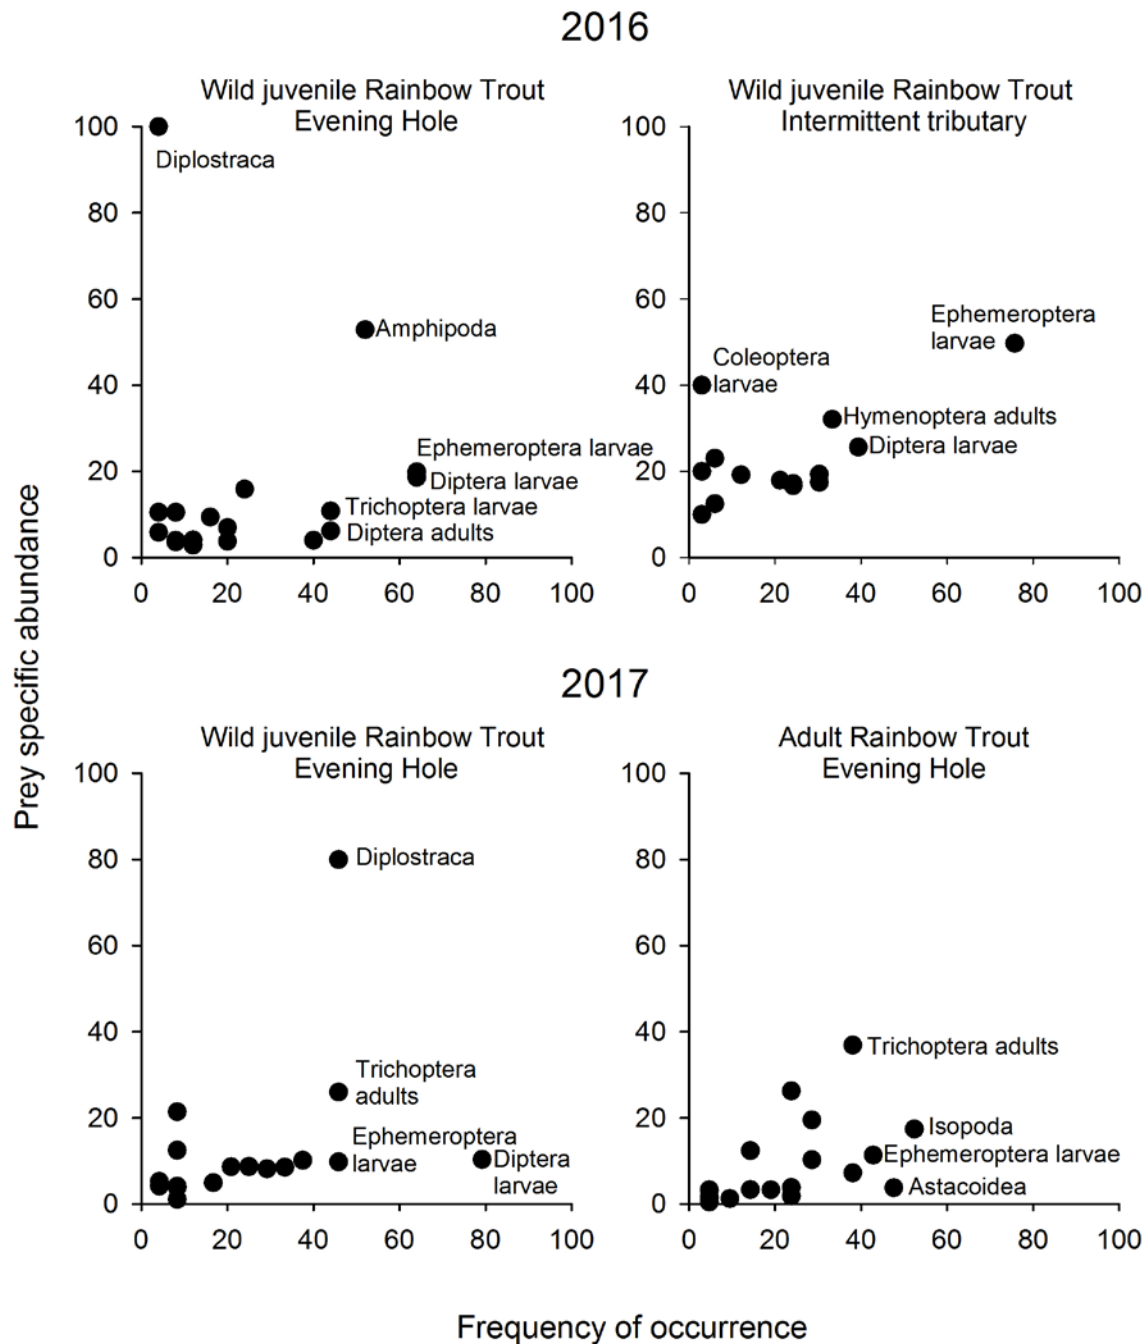 2016
Wild juvenile Rainbow Trout
Evening Hole
100
80
60
40
20
0
Diplostraca
Amphipoda
Ephemeroptera larvae
Diptera larvae
Trichoptera larvae
Diptera adults
0 20 40 60 80 100
Wild juvenile Rainbow Trout
Intermittent tributary
100
80
60
40
20
0
Ephemeroptera
larvae
Coleoptera
larvae
Hymenoptera adults
Diptera larvae
0 20 40 60 80 100
Prey specific abundance
2017
Wild juvenile Rainbow Trout
Evening Hole
100
80
60
40
20
0
Diplostraca
Trichoptera
adults
Ephemeroptera
larvae
Diptera
larvae
0 20 40 60 80 100
Adult Rainbow Trout
Evening Hole
100
80
60
40
20
0
Trichoptera adults
Isopoda
Ephemeroptera larvae
Astacoidea
0 20 40 60 80 100
Frequency of occurrence